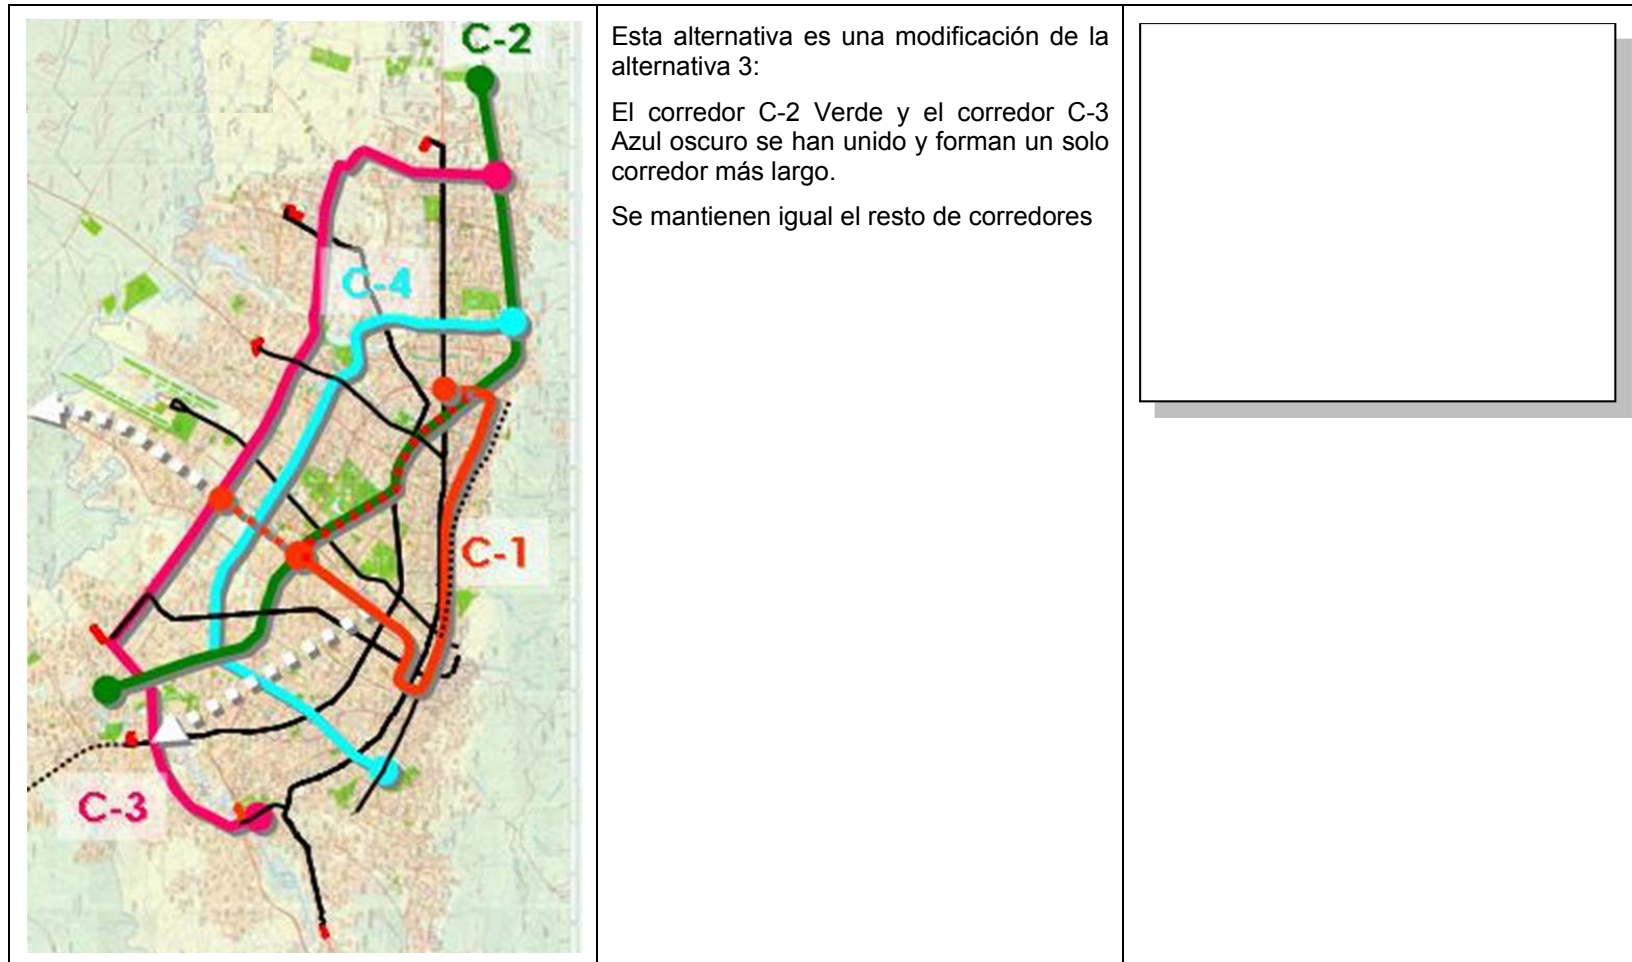 C-2
C-4
C-1
C-3
Esta alternativa es una modificación de la
alternativa 3:
El corredor C-2 Verde y el corredor C-3
Azul oscuro se han unido y forman un solo
corredor más largo.
Se mantienen igual el resto de corredores